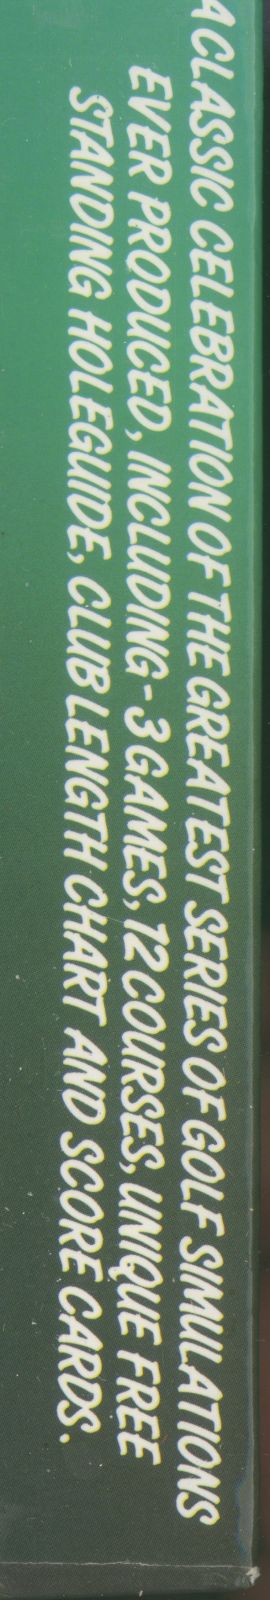 A CLASSIC CELEBRATION OF THE GREATEST SERIES OF GOLF SIMULATIONS
EVER PRODUCED, INCLUDING - 3 GAMES, 12 COURSES, UNIQUE FREE
STANDING HOLEGUIDE, CLUB LENGTH CHART AND SCORE CARDS.